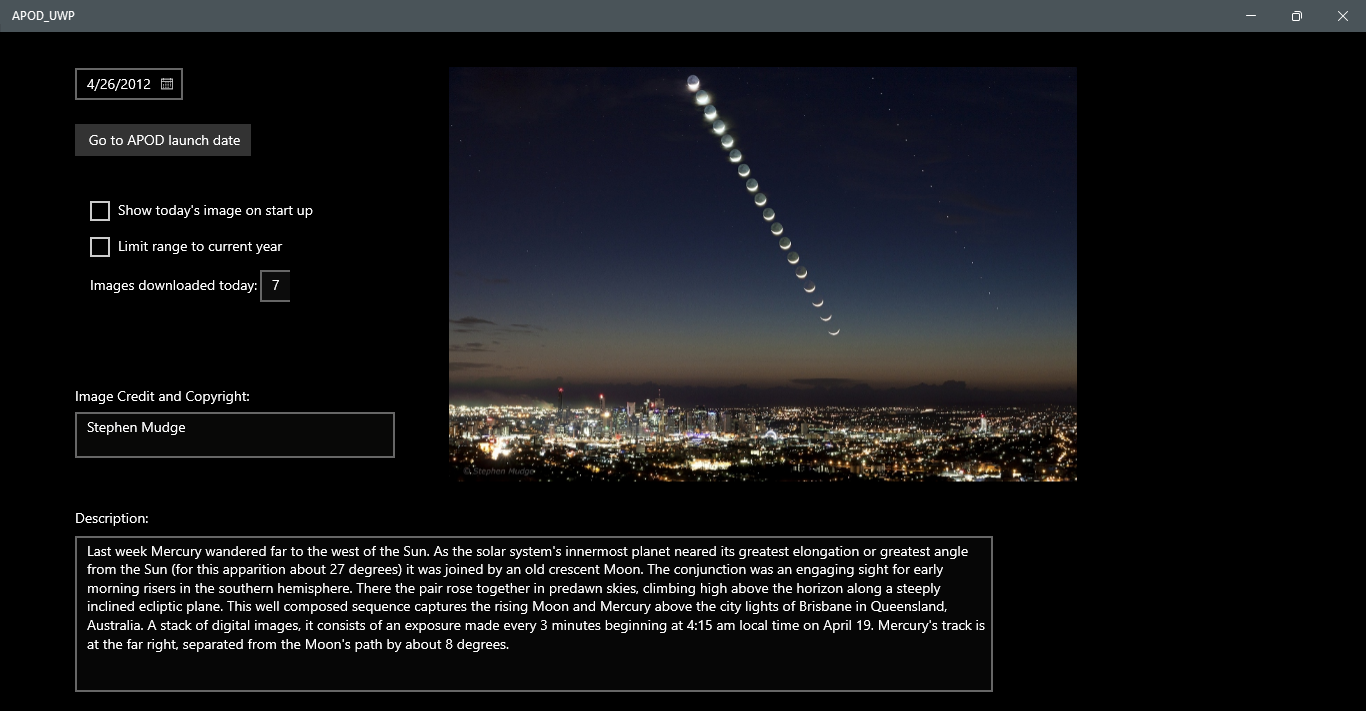 APOD_UWP
4/26/2012
Go to APOD launch date
Show today's image on start up
Limit range to current year
Images downloaded today: 7
Image Credit and Copyright:
Stephen Mudge
© Stephen Mudge
Description:
Last week Mercury wandered far to the west of the Sun. As the solar system's innermost planet neared its greatest elongation or greatest angle
from the Sun (for this apparition about 27 degrees) it was joined by an old crescent Moon. The conjunction was an engaging sight for early
morning risers in the southern hemisphere. There the pair rose together in predawn skies, climbing high above the horizon along a steeply
inclined ecliptic plane. This well composed sequence captures the rising Moon and Mercury above the city lights of Brisbane in Queensland,
Australia. A stack of digital images, it consists of an exposure made every 3 minutes beginning at 4:15 am local time on April 19. Mercury's track is
at the far right, separated from the Moon's path by about 8 degrees.